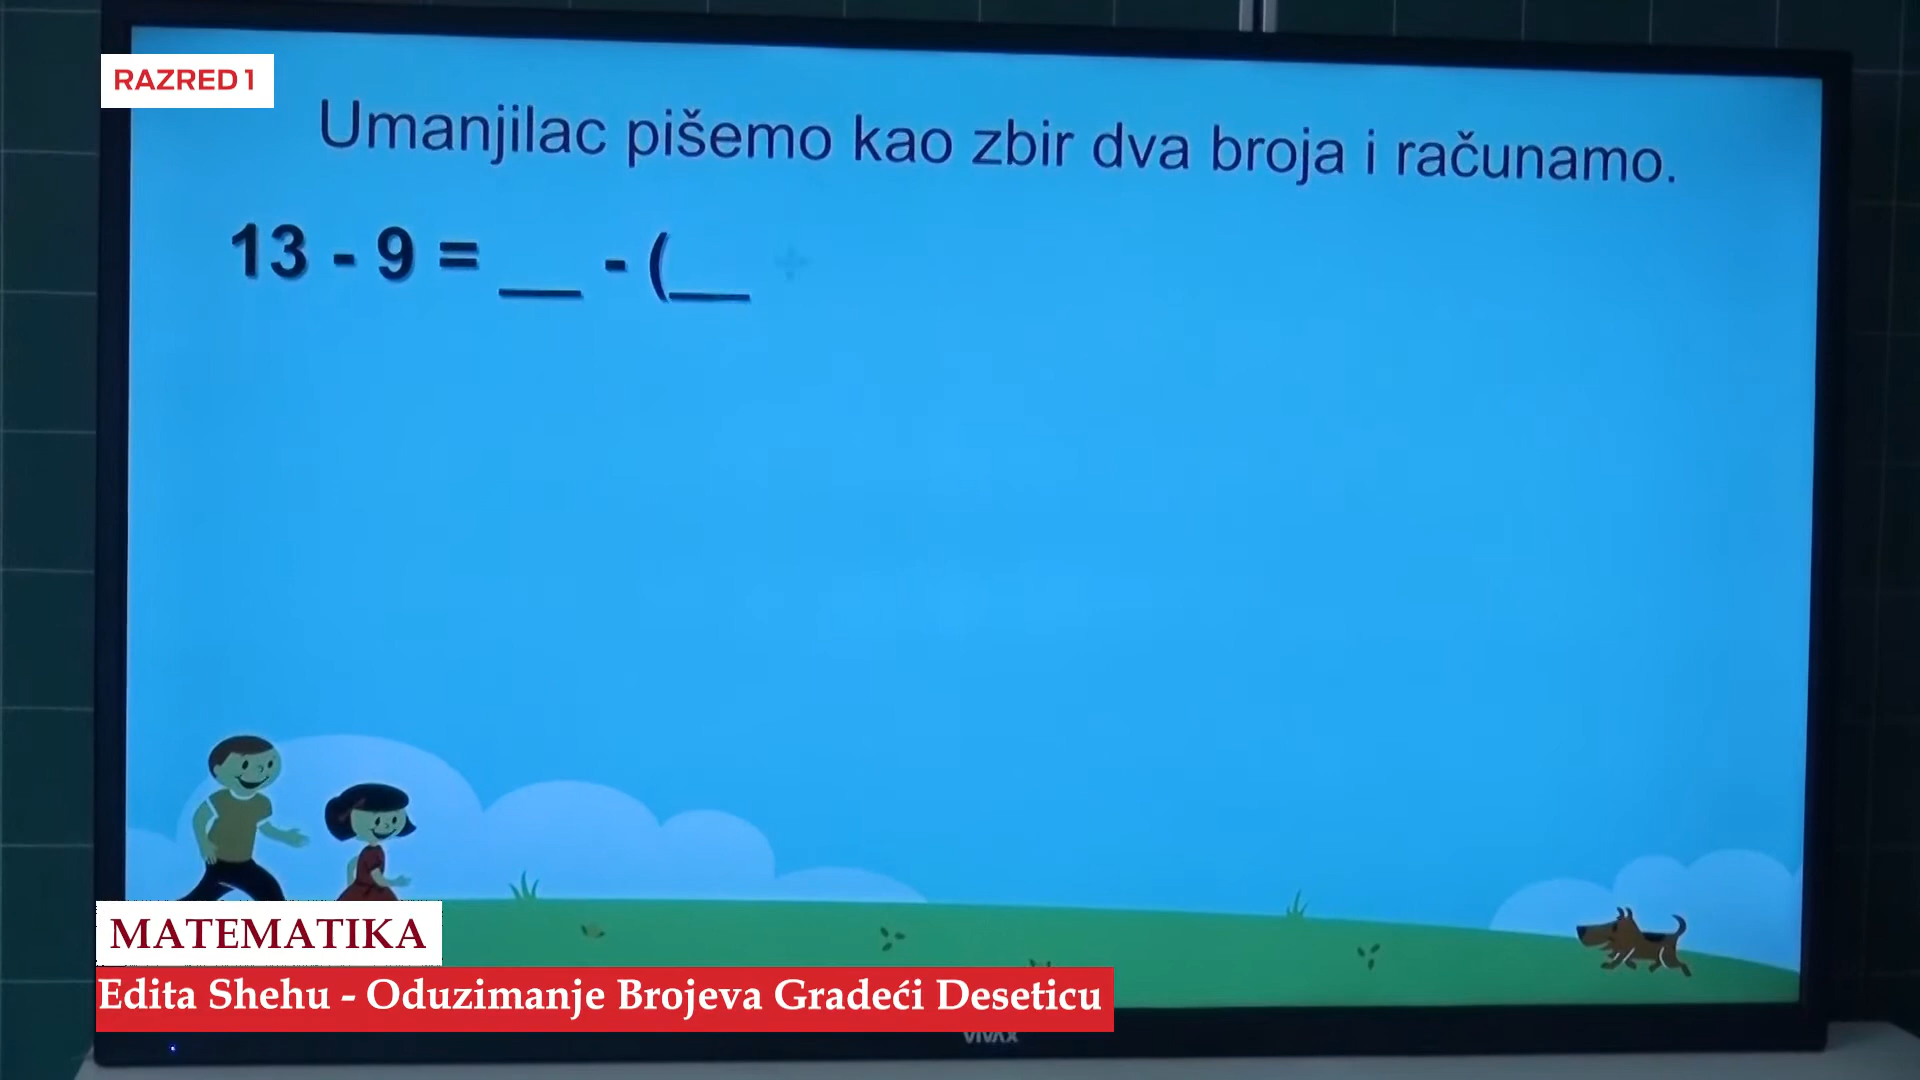 RAZRED 1
Umanjilac pišemo kao zbir dva broja i računamo.
13 - 9 = __ - (__ +
MATEMATIKA
Edita Shehu - Oduzimanje Brojeva Gradeći Deseticu
VIVAX